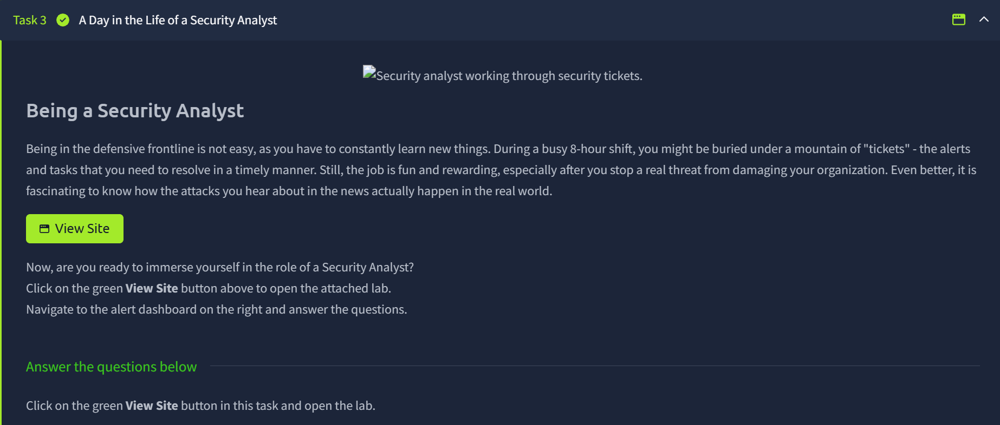 Task 3 A Day in the Life of a Security Analyst
Security analyst working through security tickets.
Being a Security Analyst
Being in the defensive frontline is not easy, as you have to constantly learn new things. During a busy 8-hour shift, you might be buried under a mountain of "tickets" - the alerts
and tasks that you need to resolve in a timely manner. Still, the job is fun and rewarding, especially after you stop a real threat from damaging your organization. Even better, it is
fascinating to know how the attacks you hear about in the news actually happen in the real world.
View Site
Now, are you ready to immerse yourself in the role of a Security Analyst?
Click on the green View Site button above to open the attached lab.
Navigate to the alert dashboard on the right and answer the questions.
Answer the questions below
Click on the green View Site button in this task and open the lab.